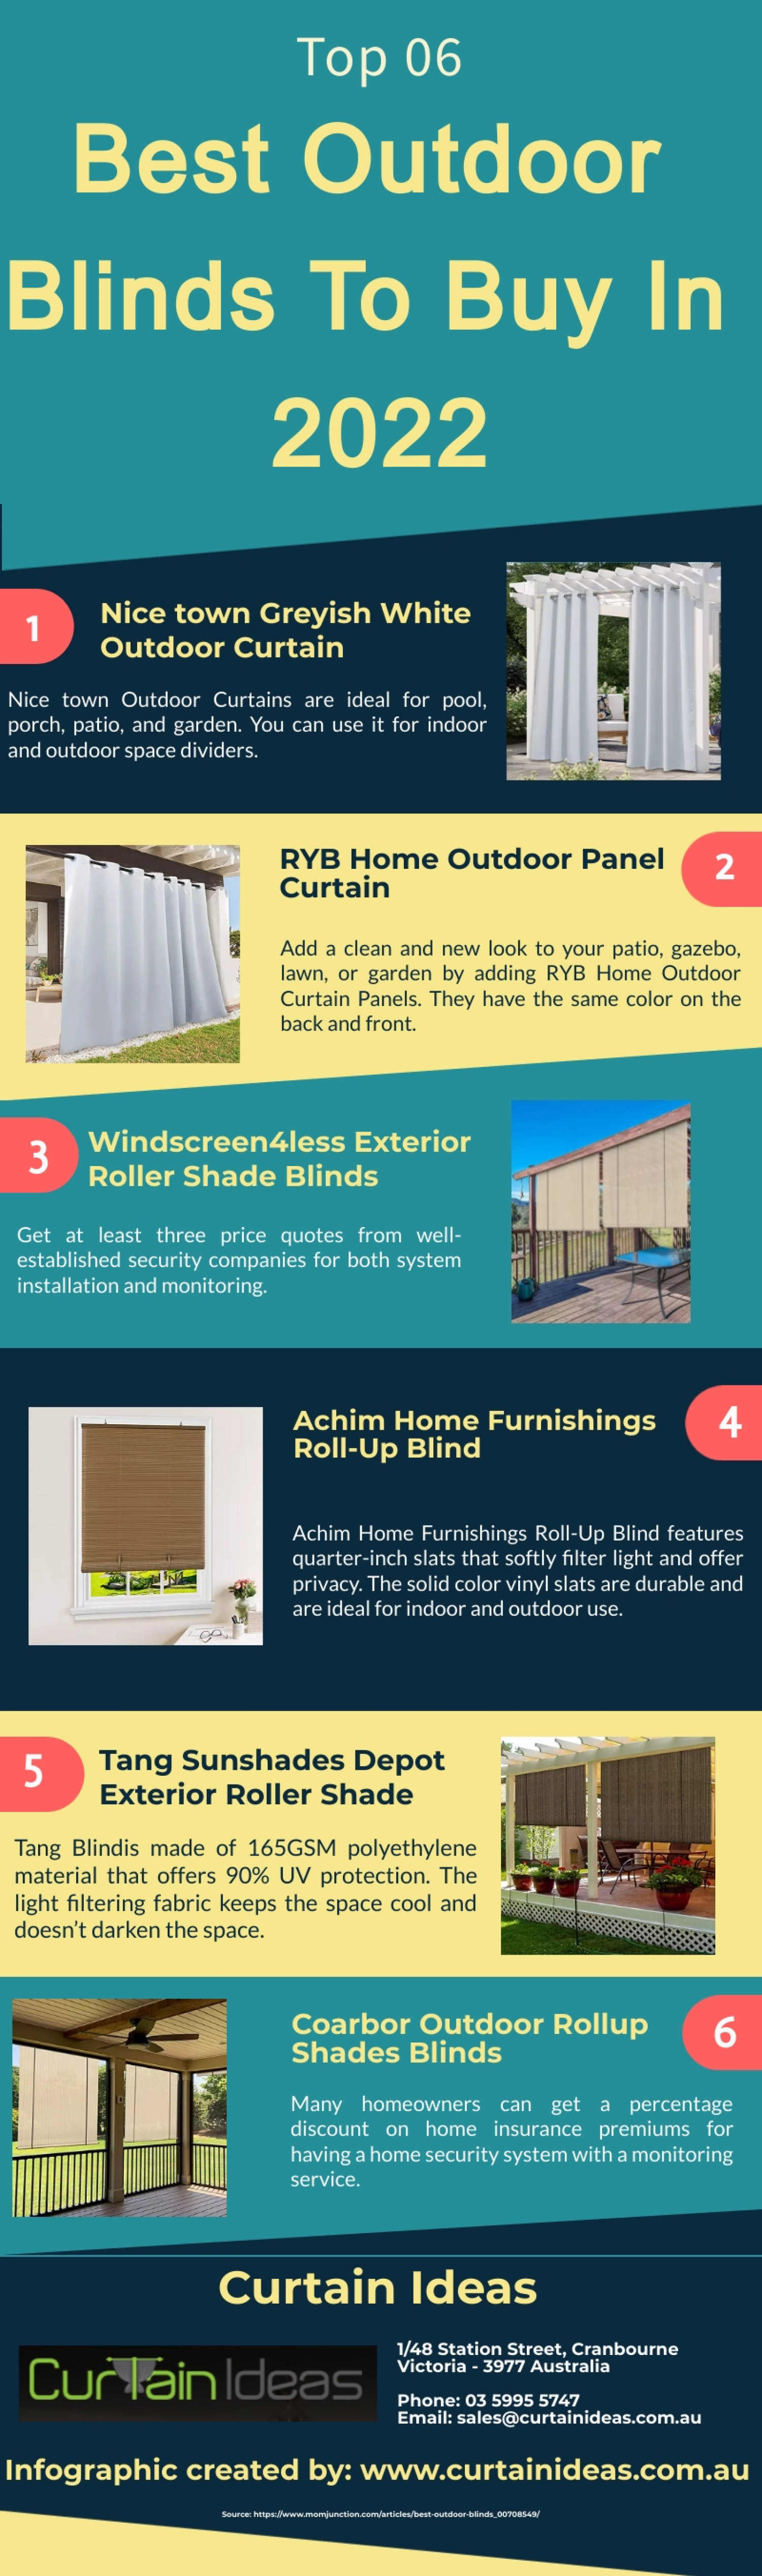 Top 06
Best Outdoor
Blinds To Buy In
2022
1
Nice town Greyish White
Outdoor Curtain
Nice town Outdoor Curtains are ideal for pool,
porch, patio, and garden. You can use it for indoor
and outdoor space dividers.
RYB Home Outdoor Panel
Curtain
2
Add a clean and new look to your patio, gazebo,
lawn, or garden by adding RYB Home Outdoor
Curtain Panels. They have the same color on the
back and front.
3
Windscreen4less Exterior
Roller Shade Blinds
Get at least three price quotes from well-
established security companies for both system
installation and monitoring.
Achim Home Furnishings
Roll-Up Blind
4
Achim Home Furnishings Roll-Up Blind features
quarter-inch slats that softly filter light and offer
privacy. The solid color vinyl slats are durable and
are ideal for indoor and outdoor use.
5
Tang Sunshades Depot
Exterior Roller Shade
Tang Blindis made of 165GSM polyethylene
material that offers 90% UV protection. The
light filtering fabric keeps the space cool and
doesn't darken the space.
Coarbor Outdoor Rollup
Shades Blinds
6
Many homeowners can get a percentage
discount on home insurance premiums for
having a home security system with a monitoring
service.
Curtain Ideas
CurTain Ideas
1/48 Station Street, Cranbourne
Victoria - 3977 Australia
Phone: 03 5995 5747
Email: sales@curtainideas.com.au
Infographic created by: www.curtainideas.com.au
Source: https://www.momjunction.com/articles/best-outdoor-blinds_00708549/